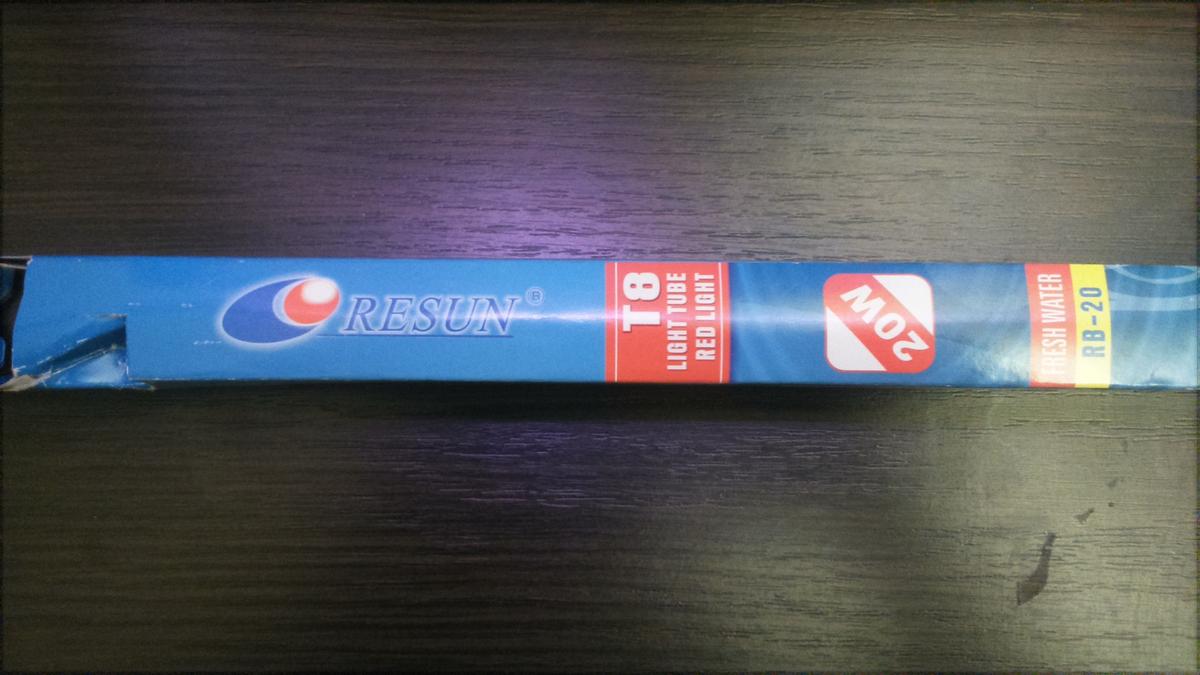 RESUN®
T8
LIGHT TUBE
RED LIGHT
20W
FRESH WATER
RB-20